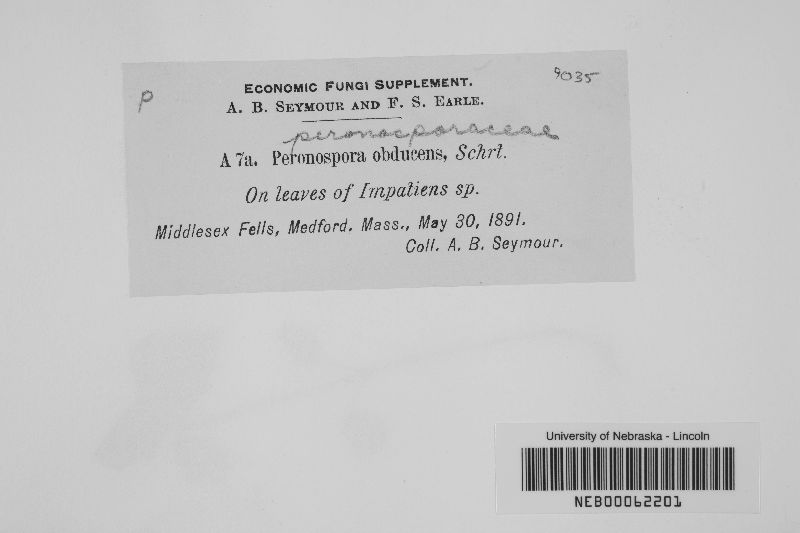 P
9035
ECONOMIC FUNGI SUPPLEMENT.
A. B. SEYMOUR AND F. S. EARLE.
peronosporaceae
A 7a. Peronospora obducens, Schrt.
On leaves of Impatiens sp.
Middlesex Fells, Medford, Mass., May 30, 1891.
Coll. A. B. Seymour.
University of Nebraska - Lincoln
NEB00062201